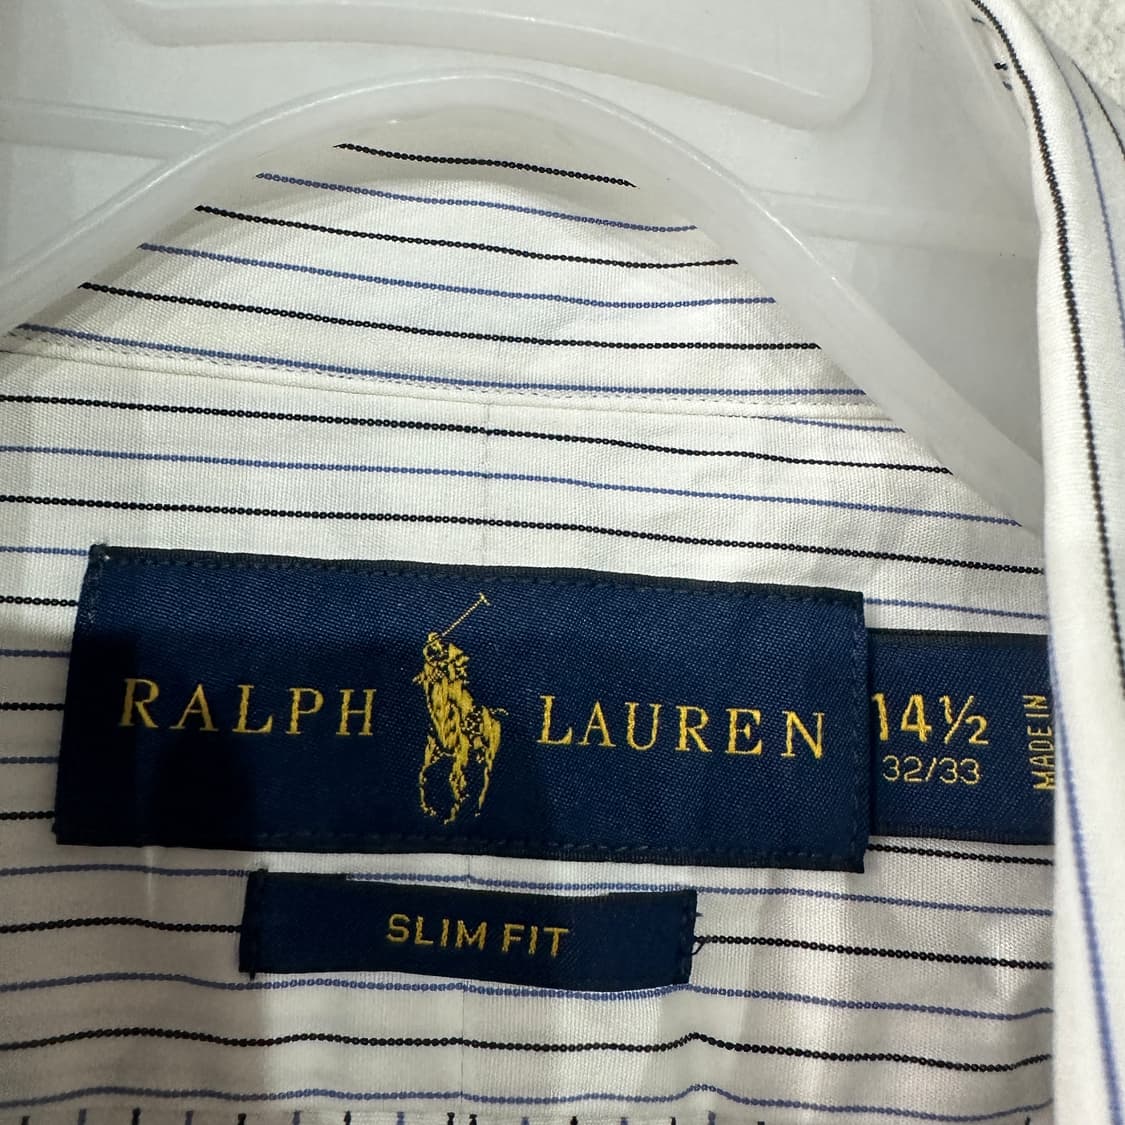 RALPH LAUREN
14½
32/33
MADE IN
SLIM FIT